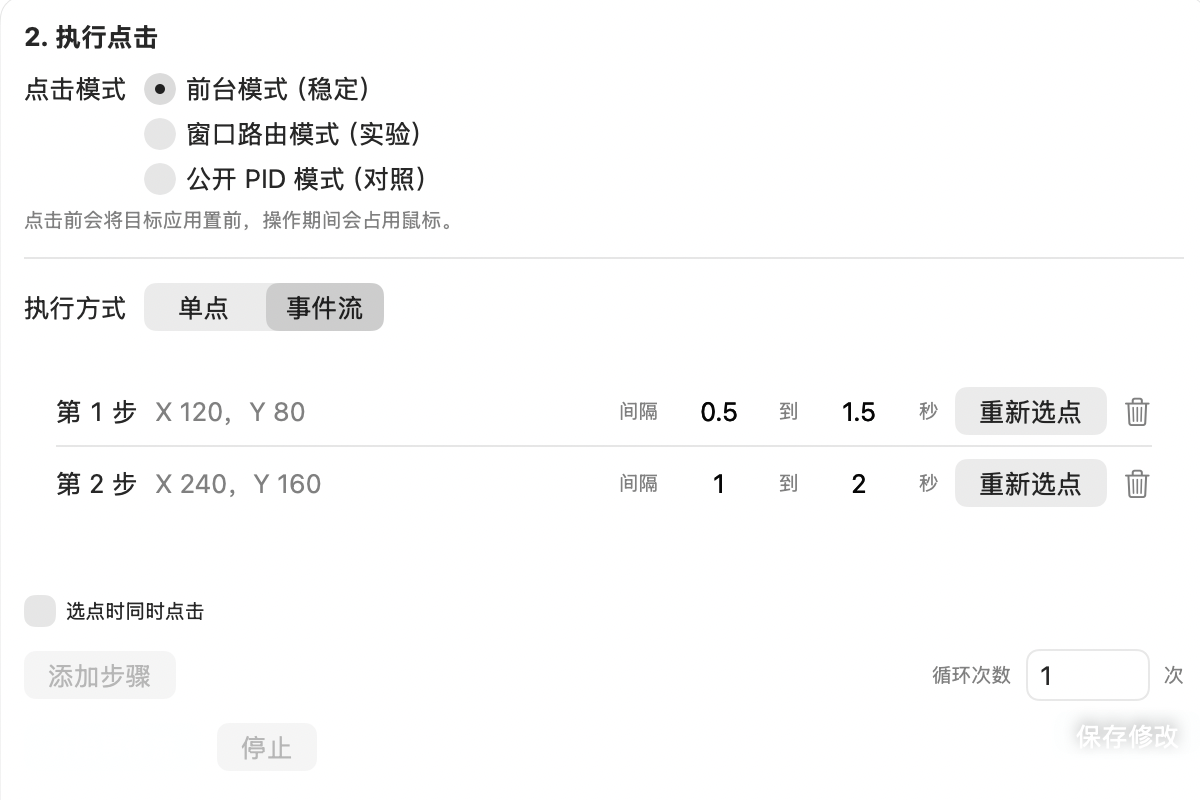 2. 执行点击
点击模式 前台模式（稳定）
窗口路由模式（实验）
公开 PID 模式（对照）
点击前会将目标应用置前，操作期间会占用鼠标。
执行方式 单点 事件流
第 1 步 X 120，Y 80 间隔 0.5 到 1.5 秒 重新选点
第 2 步 X 240，Y 160 间隔 1 到 2 秒 重新选点
选点时同时点击
添加步骤 循环次数 1 次
停止 保存修改